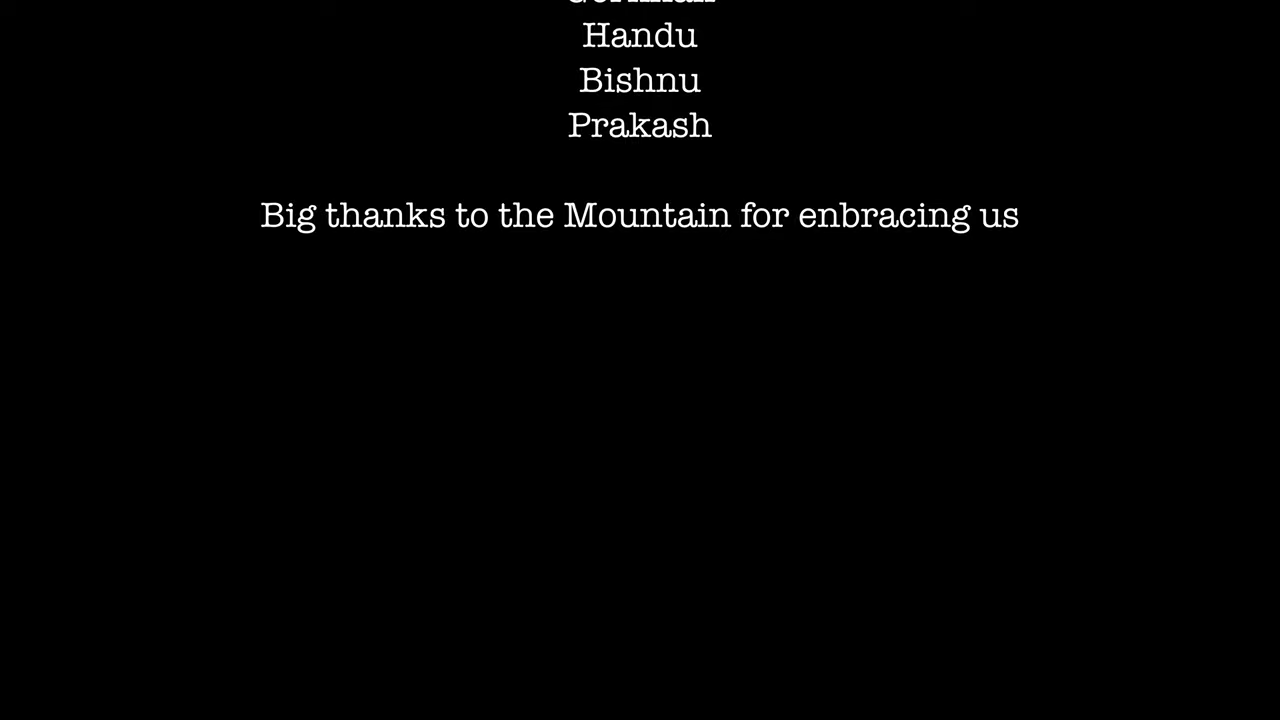 Handu
Bishnu
Prakash
Big thanks to the Mountain for enbracing us